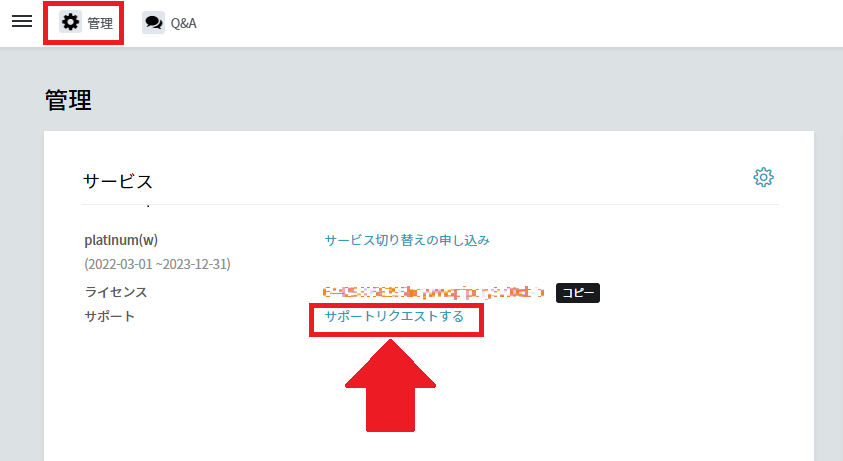 管理 Q&A
管理
サービス
platInum(w) サービス切り替えの申し込み
(2022-03-01 ~2023-12-31)
ライセンス コピー
サポート サポートリクエストする